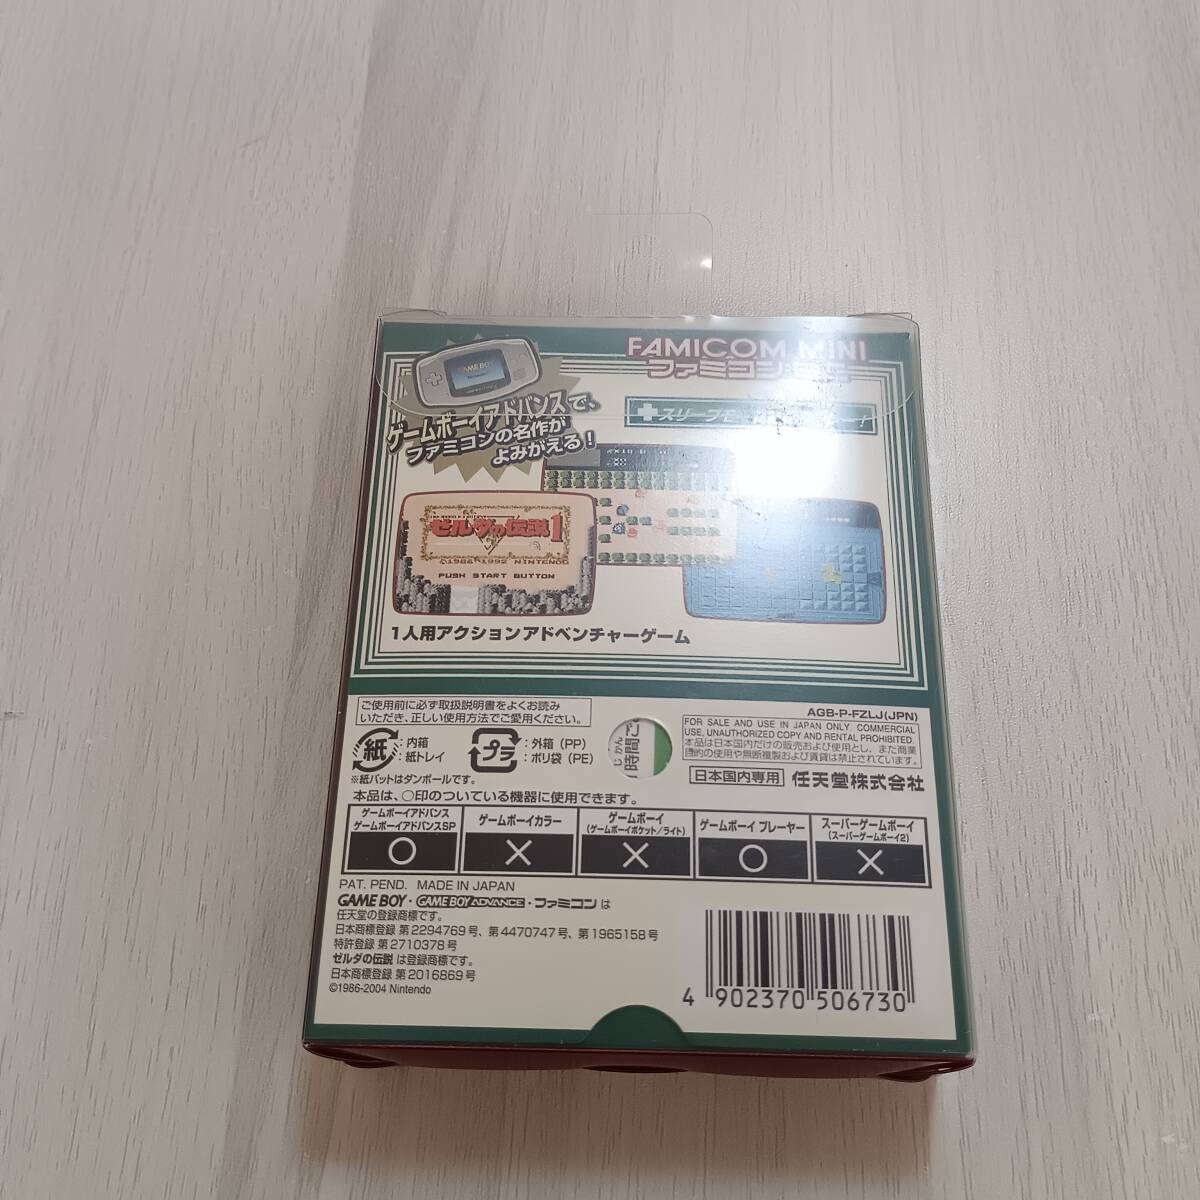 FAMICOM MINI
ファミコン
GAME BOY
ゲームボーイアドバンスで、
ファミコンの名作が
よみがえる!
スリープモ
ゼルダの伝説1
©1986 1992 NINTENDO
PUSH START BUTTON
1人用アクションアドベンチャーゲーム
AGB-P-FZLJ(JPN)
ご使用前に必ず取扱説明書をよくお読み
いただき、正しい使用方法でご愛用ください。
紙
:内箱
:紙トレイ
プラ
:外箱(PP)
:ポリ袋(PE)
※紙パットはダンボールです。
時間ご
FOR SALE AND USE IN JAPAN ONLY. COMMERCIAL
USE, UNAUTHORIZED COPY AND RENTAL PROHIBITED.
本品は日本国内だけの販売および使用とし、また商業
目的の使用や無断複製および賃貸は禁止されています。
日本国内専用
任天堂株式会社
本品は、○印のついている機器に使用できます。
ゲームボーイアドバンス
ゲームボーイアドバンスSP
ゲームボーイカラー
ゲームボーイ
(ゲームボーイポケット/ライト)
ゲームボーイ プレーヤー
スーパーゲームボーイ
(スーパーゲームボーイ2)
○ × × ○ ×
PAT. PEND. MADE IN JAPAN
GAME BOY・GAME BOY ADVANCE・ファミコン は
任天堂の登録商標です。
日本商標登録 第2294769号、第4470747号、第1965158号
特許登録 第2710378号
ゼルダの伝説 は登録商標です。
日本商標登録 第2016869号
©1986-2004 Nintendo
4 902370 506730